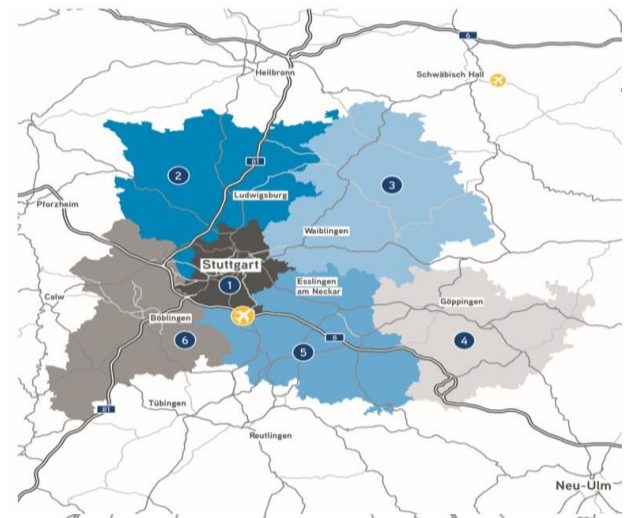 6
Heilbronn
Schwäbisch Hall
81
2
3
Ludwigsburg
Pforzheim
Waiblingen
Stuttgart
1
Esslingen
am Neckar
Calw
Göppingen
Böblingen
6
8
4
5
81
Tübingen
Reutlingen
Neu-Ulm